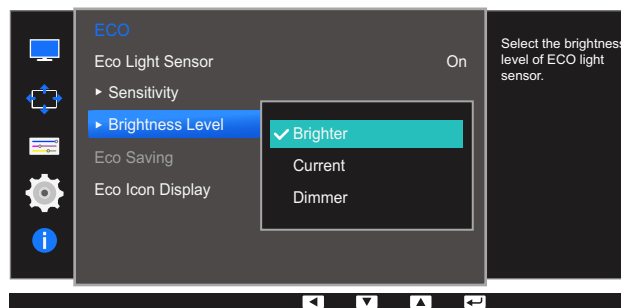 ECO
Eco Light Sensor On
Sensitivity
Brightness Level
Eco Saving
Eco Icon Display
Brighter
Current
Dimmer
Select the brightness
level of ECO light
sensor.